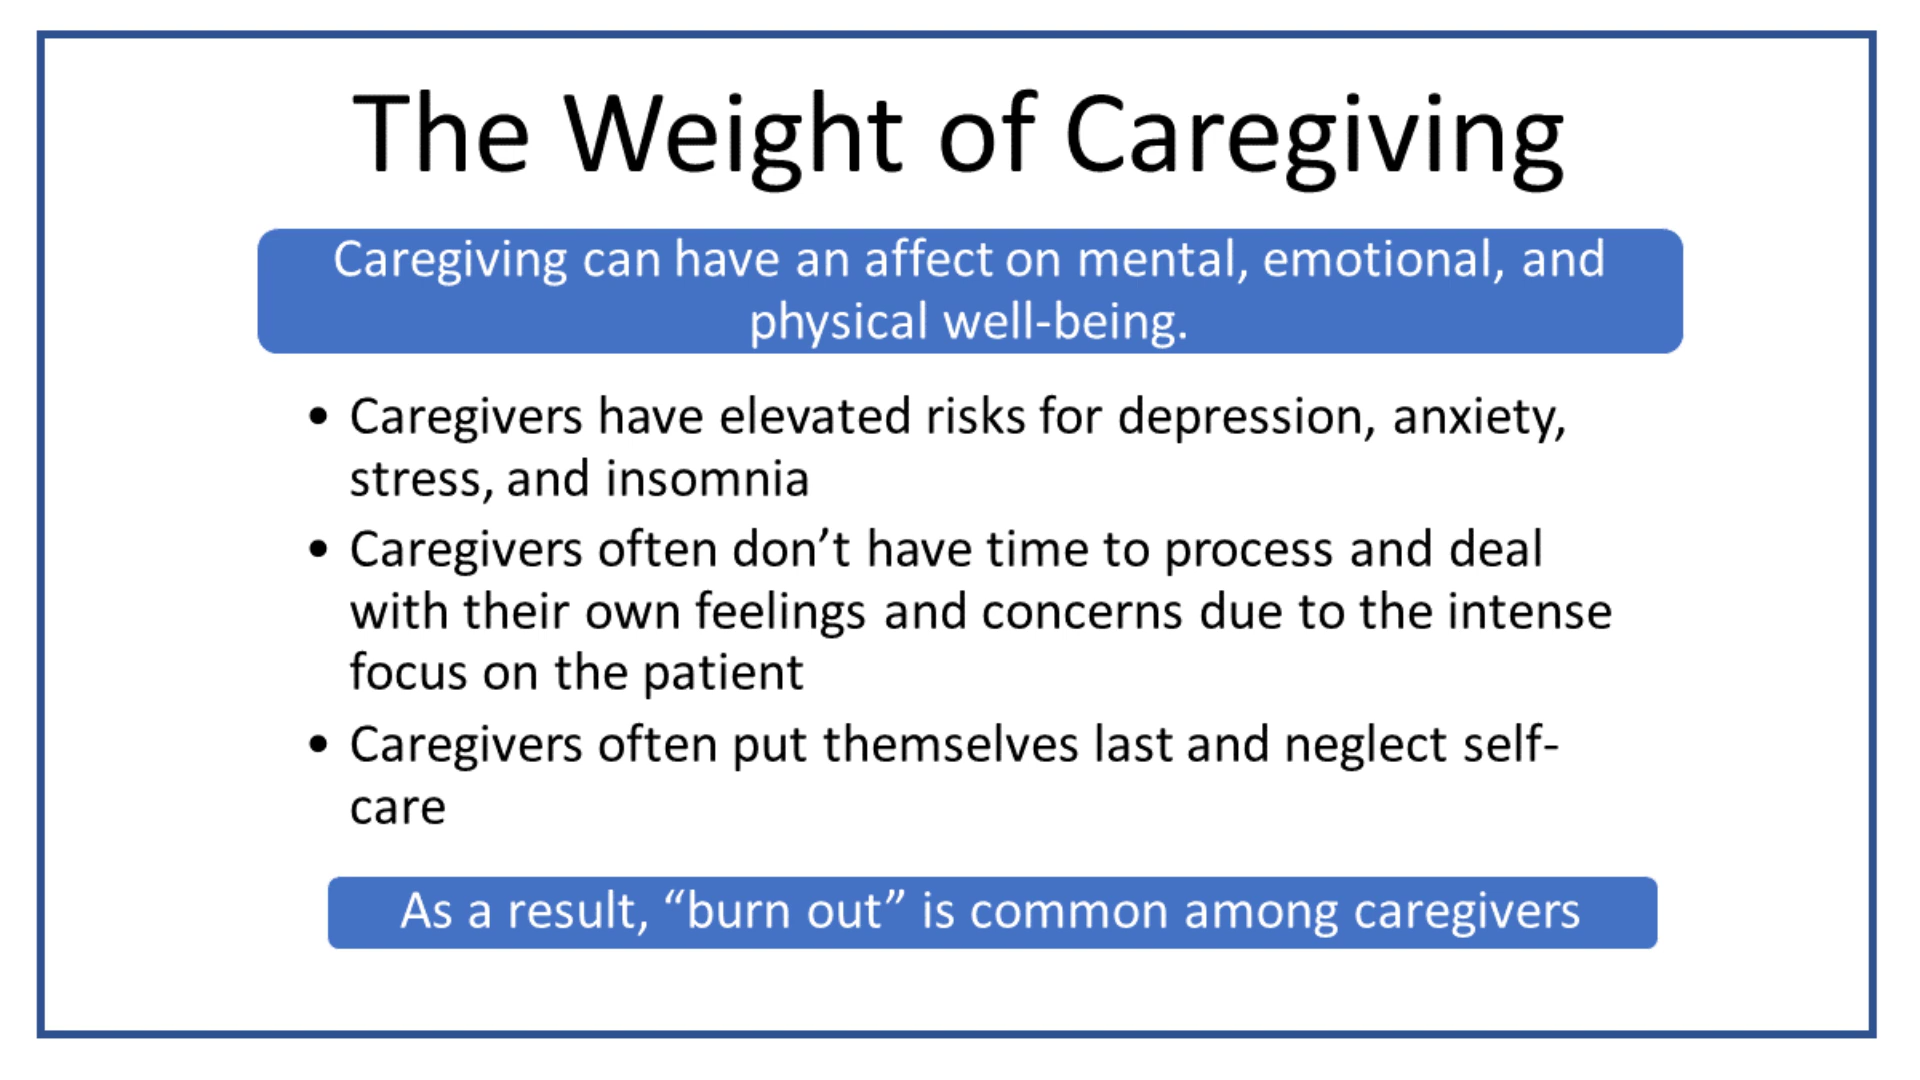 The Weight of Caregiving
Caregiving can have an affect on mental, emotional, and
physical well-being.
• Caregivers have elevated risks for depression, anxiety,
stress, and insomnia
• Caregivers often don’t have time to process and deal
with their own feelings and concerns due to the intense
focus on the patient
• Caregivers often put themselves last and neglect self-
care
As a result, “burn out” is common among caregivers